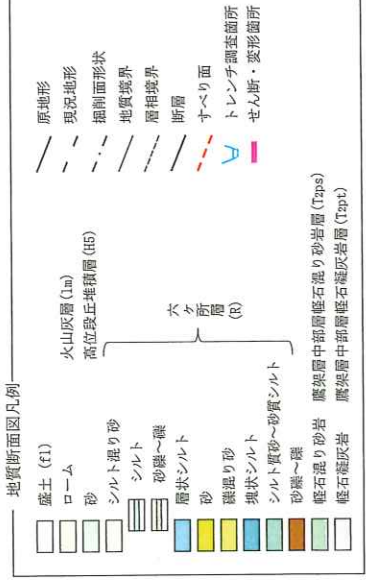 地質断面図凡例
盛土(fl)
ローム 火山灰層(lm)
砂 高位段丘堆積層(H5)
シルト混り砂
シルト
砂礫～礫
層状シルト
砂
礫混り砂
塊状シルト
シルト質砂～砂質シルト
砂礫～礫
六ヶ所層
(R)
軽石混り砂岩 鷹架層中部層軽石混り砂岩層(T2ps)
軽石凝灰岩 鷹架層中部層軽石凝灰岩層(T2pt)
原地形
現況地形
掘削面形状
地質境界
層相境界
断層
すべり面
トレンチ調査箇所
せん断・変形箇所